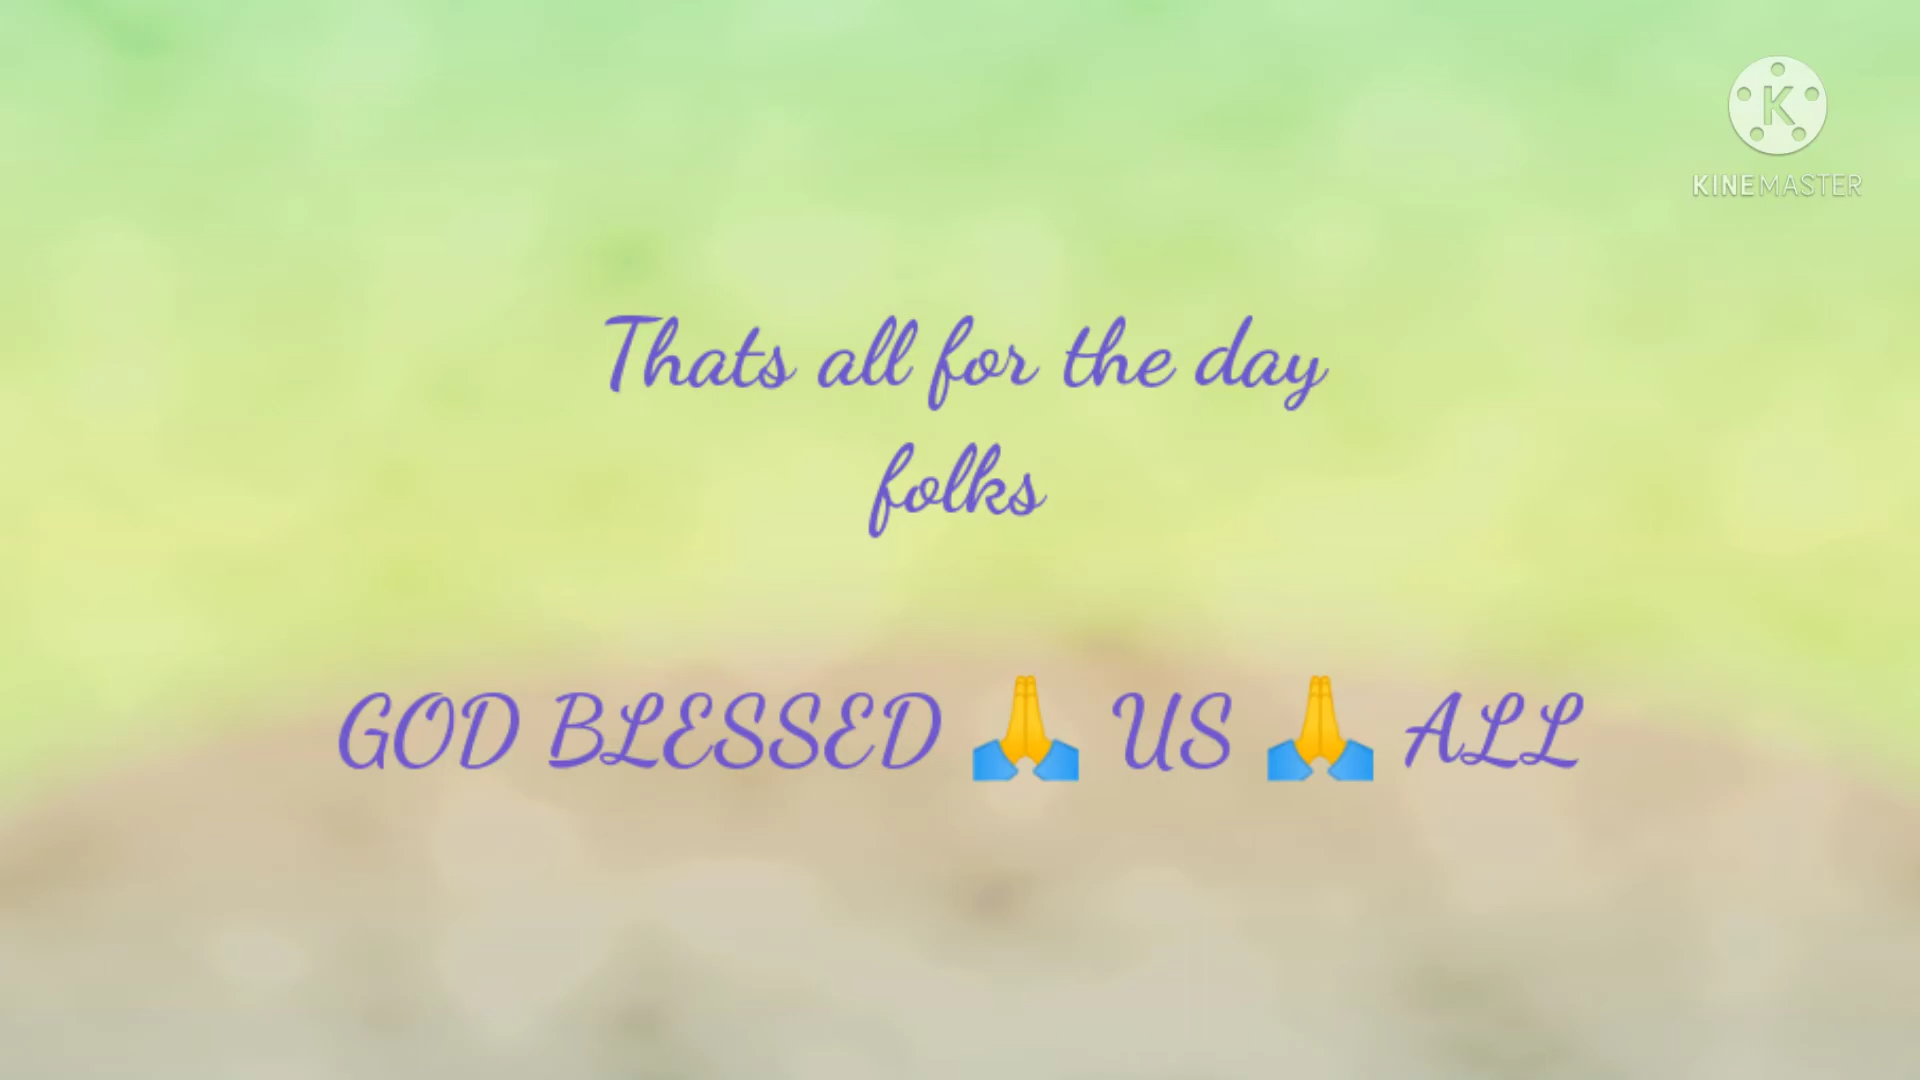 KINEMASTER
Thats all for the day
folks
GOD BLESSED 🙏 US 🙏 ALL